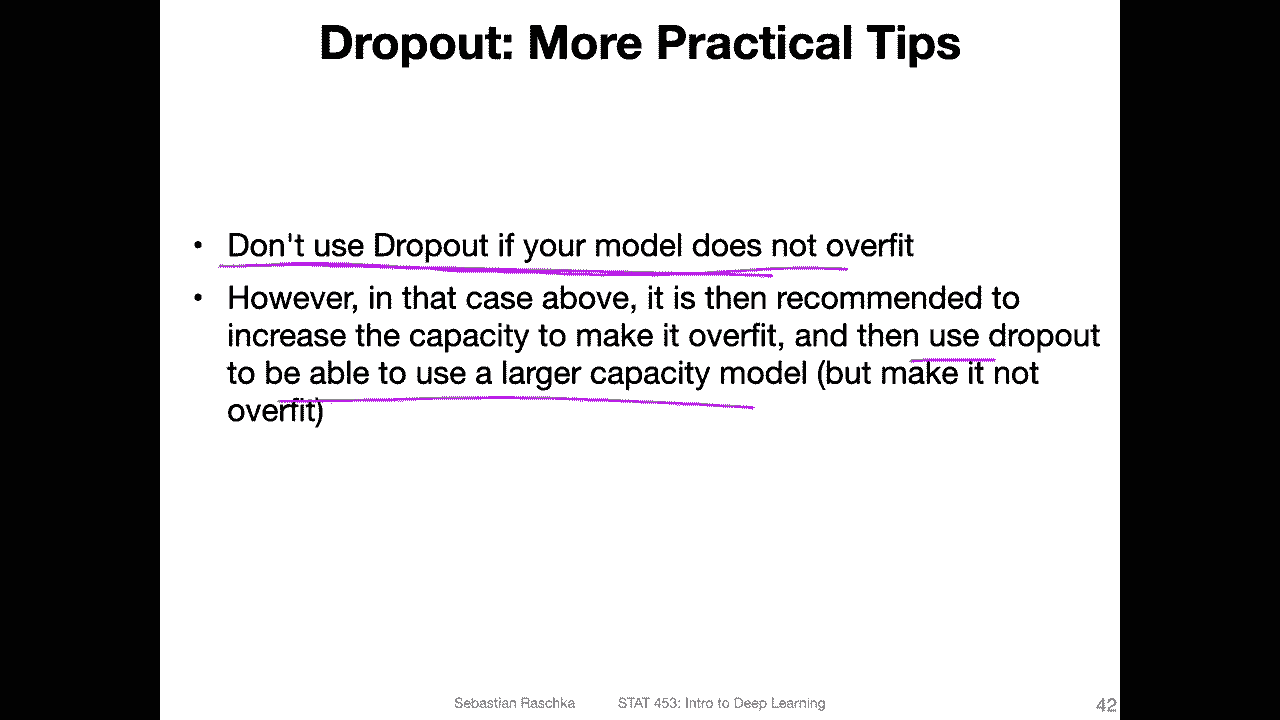 Dropout: More Practical Tips
• Don't use Dropout if your model does not overfit
• However, in that case above, it is then recommended to
increase the capacity to make it overfit, and then use dropout
to be able to use a larger capacity model (but make it not
overfit)
Sebastian Raschka STAT 453: Intro to Deep Learning 42